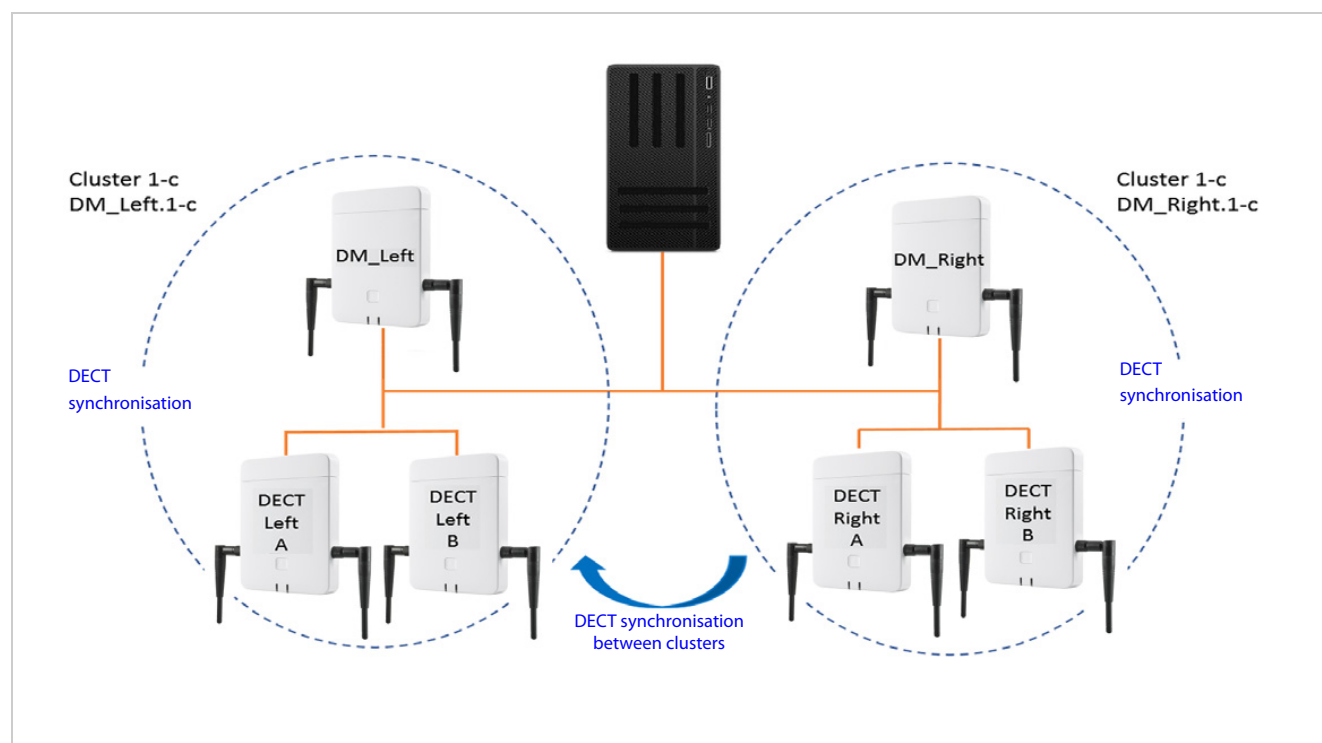 Cluster 1-c
DM_Left.1-c
Cluster 1-c
DM_Right.1-c
DM_Left
DM_Right
DECT
synchronisation
DECT
synchronisation
DECT
Left
A
DECT
Left
B
DECT
Right
A
DECT
Right
B
DECT synchronisation
between clusters